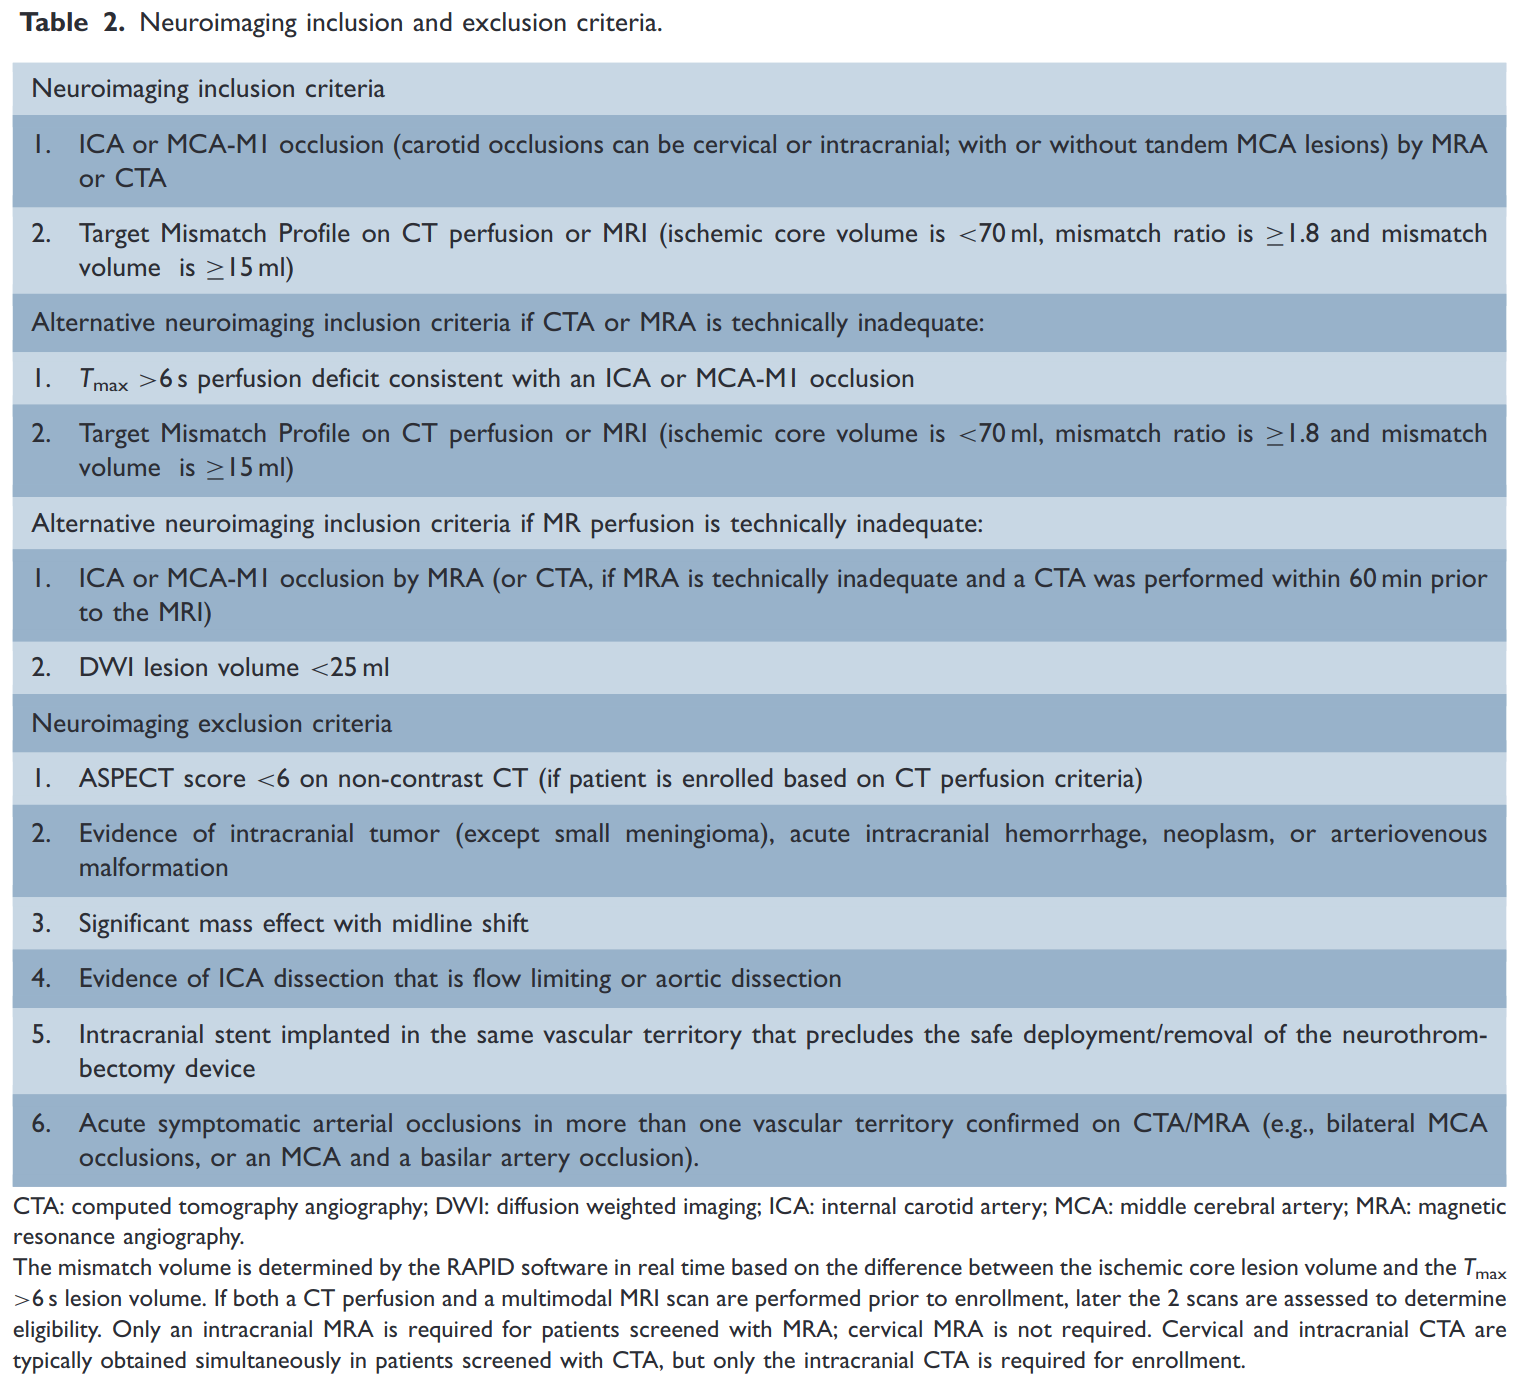 Table 2. Neuroimaging inclusion and exclusion criteria.
Neuroimaging inclusion criteria
1. ICA or MCA-M1 occlusion (carotid occlusions can be cervical or intracranial; with or without tandem MCA lesions) by MRA
or CTA
2. Target Mismatch Profile on CT perfusion or MRI (ischemic core volume is <70 ml, mismatch ratio is ≥1.8 and mismatch
volume is ≥15 ml)
Alternative neuroimaging inclusion criteria if CTA or MRA is technically inadequate:
1. Tmax >6 s perfusion deficit consistent with an ICA or MCA-M1 occlusion
2. Target Mismatch Profile on CT perfusion or MRI (ischemic core volume is <70 ml, mismatch ratio is ≥1.8 and mismatch
volume is ≥15 ml)
Alternative neuroimaging inclusion criteria if MR perfusion is technically inadequate:
1. ICA or MCA-M1 occlusion by MRA (or CTA, if MRA is technically inadequate and a CTA was performed within 60 min prior
to the MRI)
2. DWI lesion volume <25 ml
Neuroimaging exclusion criteria
1. ASPECT score <6 on non-contrast CT (if patient is enrolled based on CT perfusion criteria)
2. Evidence of intracranial tumor (except small meningioma), acute intracranial hemorrhage, neoplasm, or arteriovenous
malformation
3. Significant mass effect with midline shift
4. Evidence of ICA dissection that is flow limiting or aortic dissection
5. Intracranial stent implanted in the same vascular territory that precludes the safe deployment/removal of the neurothrom-
bectomy device
6. Acute symptomatic arterial occlusions in more than one vascular territory confirmed on CTA/MRA (e.g., bilateral MCA
occlusions, or an MCA and a basilar artery occlusion).
CTA: computed tomography angiography; DWI: diffusion weighted imaging; ICA: internal carotid artery; MCA: middle cerebral artery; MRA: magnetic
resonance angiography.
The mismatch volume is determined by the RAPID software in real time based on the difference between the ischemic core lesion volume and the Tmax
>6 s lesion volume. If both a CT perfusion and a multimodal MRI scan are performed prior to enrollment, later the 2 scans are assessed to determine
eligibility. Only an intracranial MRA is required for patients screened with MRA; cervical MRA is not required. Cervical and intracranial CTA are
typically obtained simultaneously in patients screened with CTA, but only the intracranial CTA is required for enrollment.